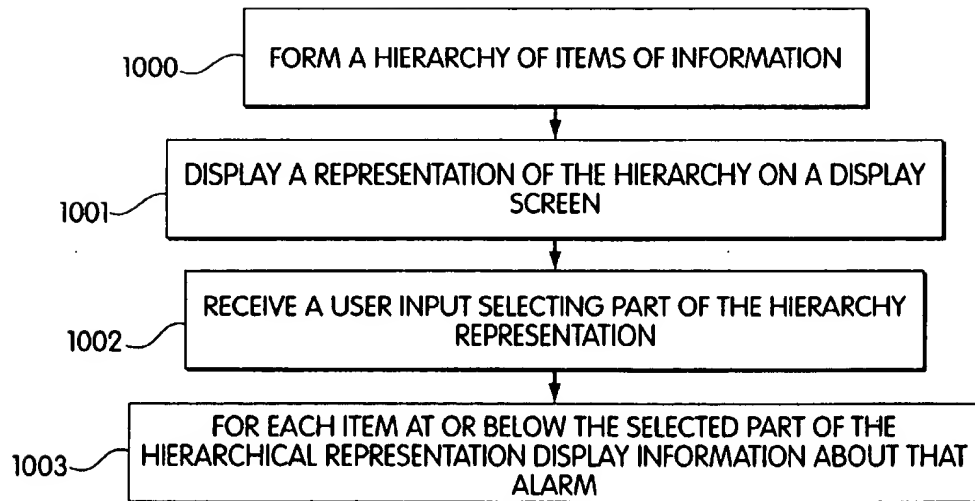 1000
FORM A HIERARCHY OF ITEMS OF INFORMATION
1001
DISPLAY A REPRESENTATION OF THE HIERARCHY ON A DISPLAY
SCREEN
1002
RECEIVE A USER INPUT SELECTING PART OF THE HIERARCHY
REPRESENTATION
1003
FOR EACH ITEM AT OR BELOW THE SELECTED PART OF THE
HIERARCHICAL REPRESENTATION DISPLAY INFORMATION ABOUT THAT
ALARM